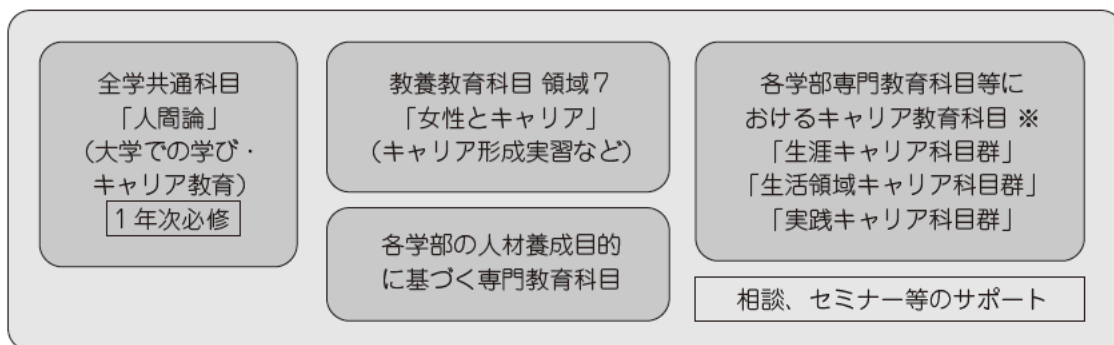 全学共通科目
「人間論」
(大学での学び・
キャリア教育)
1年次必修
教養教育科目 領域7
「女性とキャリア」
(キャリア形成実習など)
各学部の人材養成目的
に基づく専門教育科目
各学部専門教育科目等に
おけるキャリア教育科目 ※
「生涯キャリア科目群」
「生活領域キャリア科目群」
「実践キャリア科目群」
相談、セミナー等のサポート